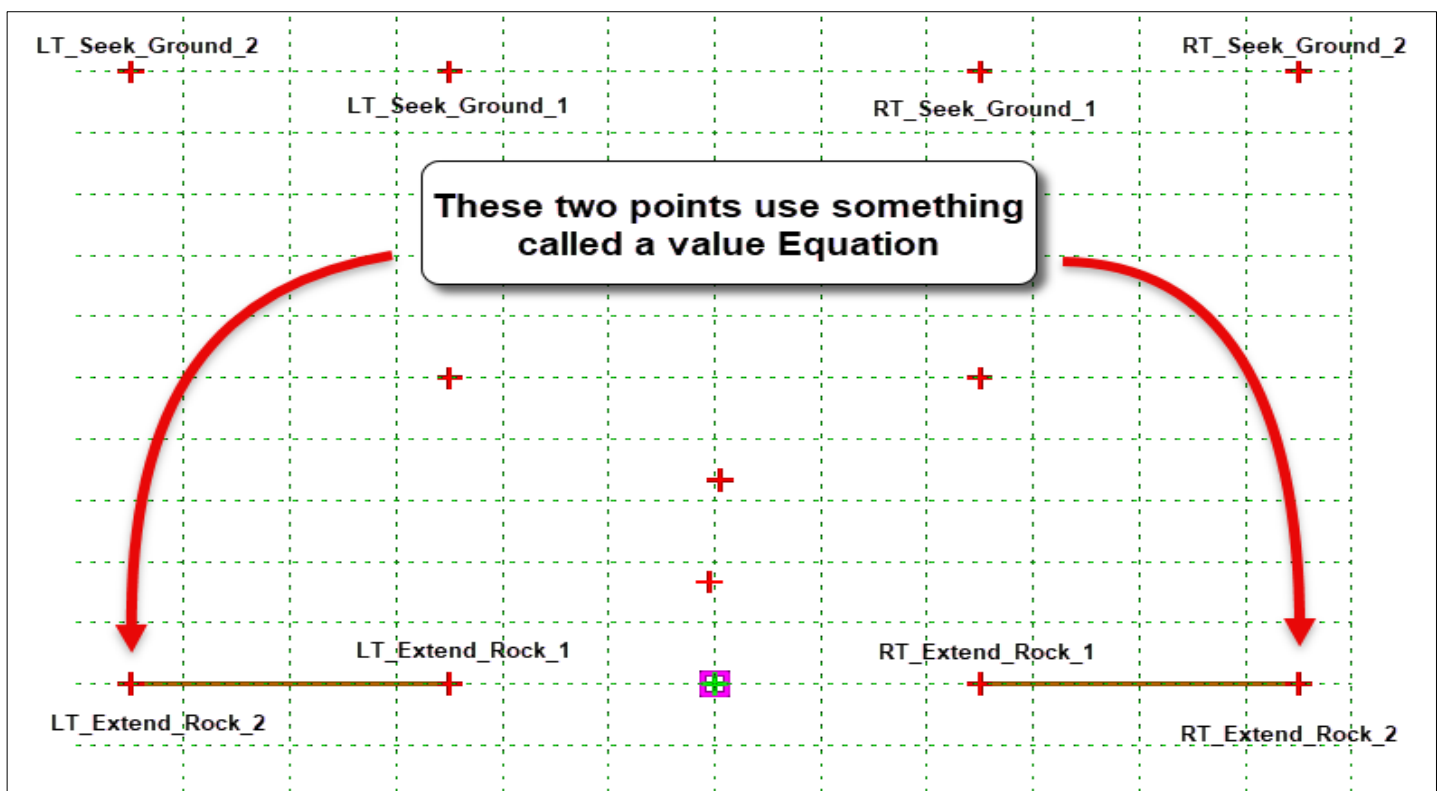 LT_Seek_Ground_2
RT_Seek_Ground_2
LT_Seek_Ground_1
RT_Seek_Ground_1
These two points use something
called a value Equation
LT_Extend_Rock_1
RT_Extend_Rock_1
LT_Extend_Rock_2
RT_Extend_Rock_2